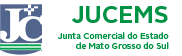 JUCEMS
Junta Comercial do Estado
de Mato Grosso do Sul